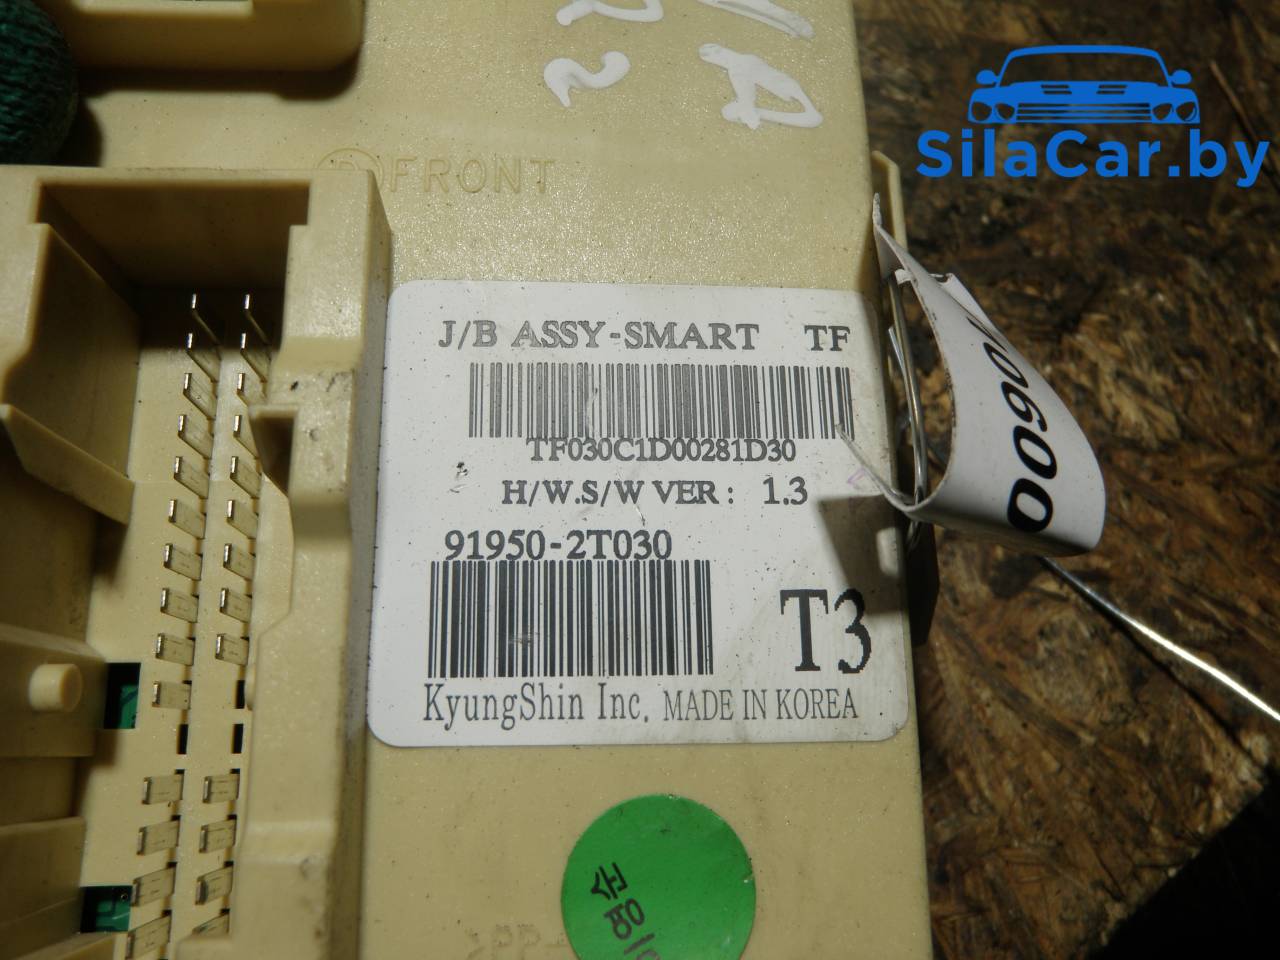 SilaCar.by
FRONT
J/B ASSY-SMART TF
TF030C1D00281D30
H/W.S/W VER : 1.3
91950-2T030
T3
KyungShin Inc. MADE IN KOREA